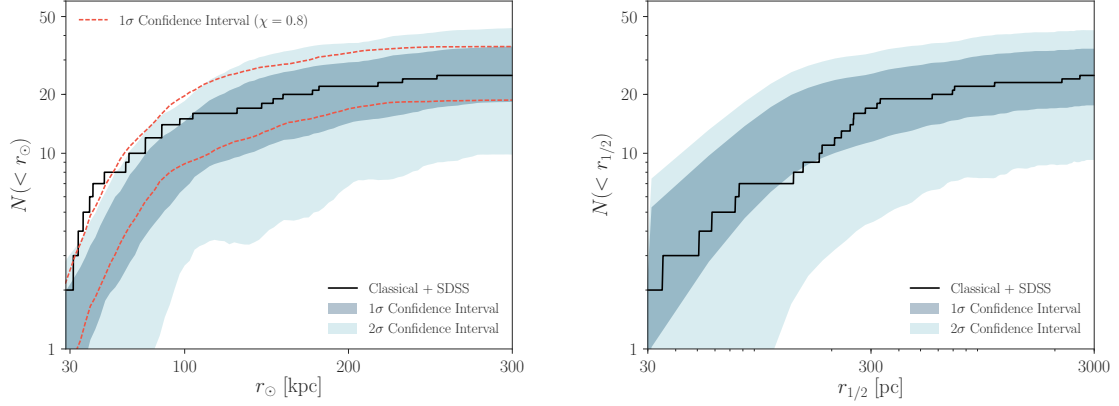 50
20
10
1
N(< r⊙)
1σ Confidence Interval (χ = 0.8)
Classical + SDSS
1σ Confidence Interval
2σ Confidence Interval
30
100
200
300
r⊙ [kpc]
50
20
10
1
N(< r1/2)
Classical + SDSS
1σ Confidence Interval
2σ Confidence Interval
30
300
3000
r1/2 [pc]